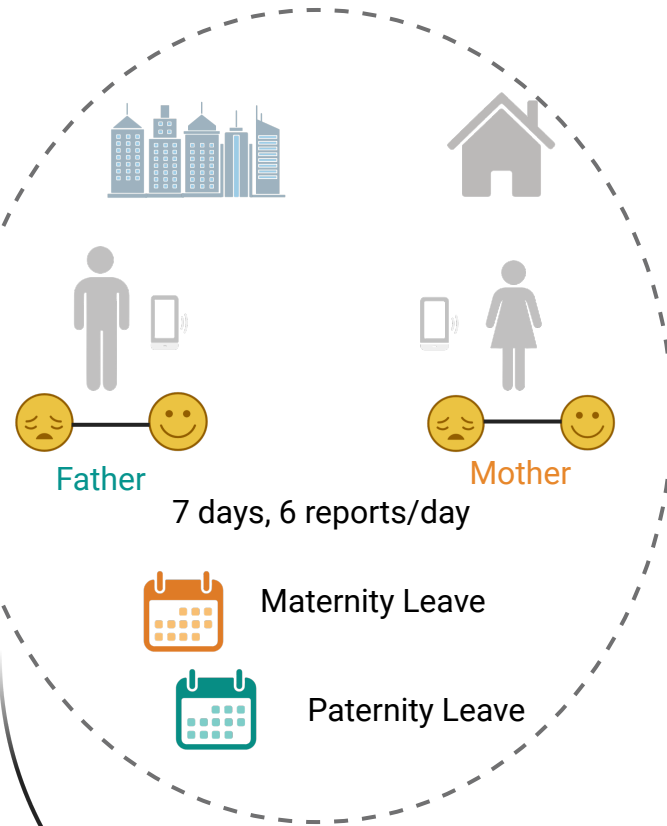 Father
Mother
7 days, 6 reports/day
Maternity Leave
Paternity Leave